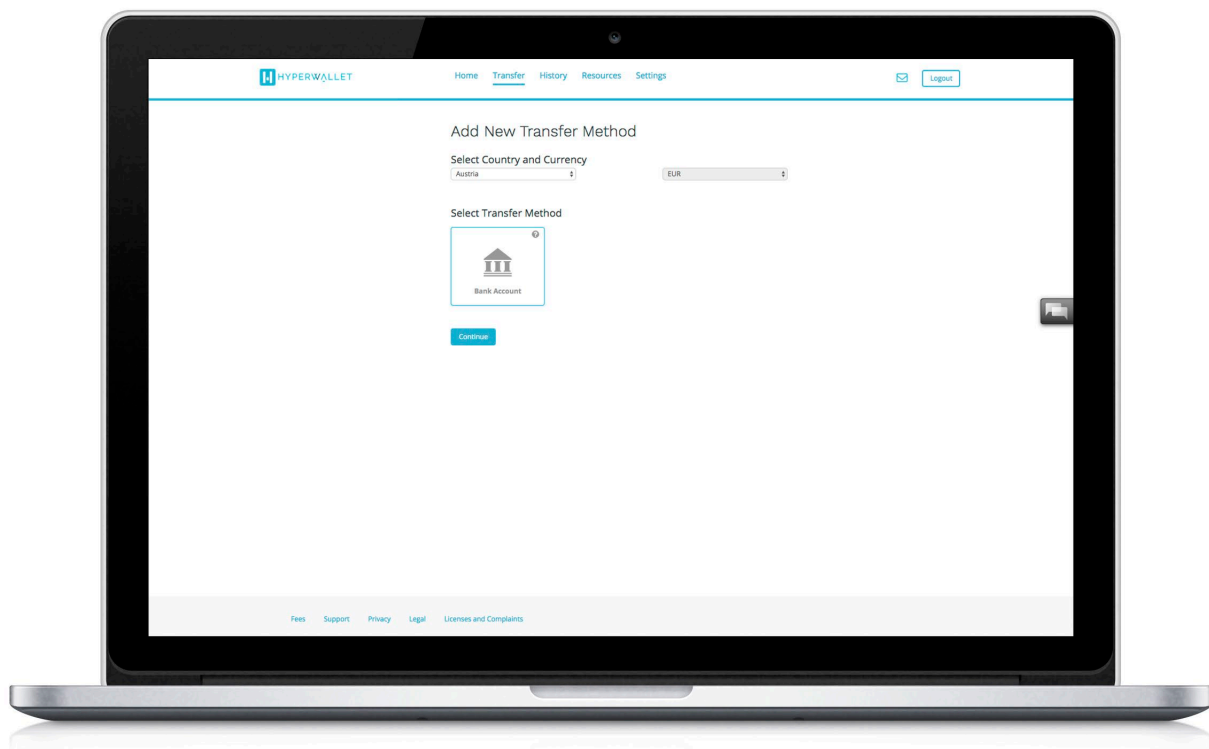 HYPERWALLET
Home Transfer History Resources Settings
Logout
Add New Transfer Method
Select Country and Currency
Austria EUR
Select Transfer Method
?
Bank Account
Continue
Fees Support Privacy Legal Licenses and Complaints